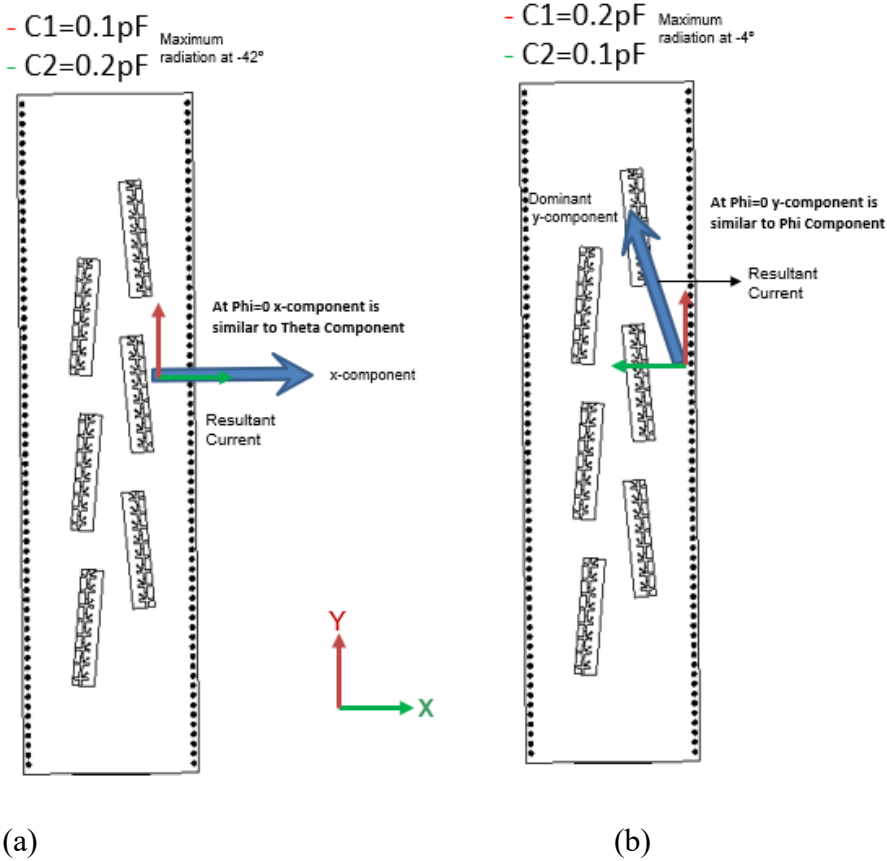 - C1=0.1pF
- C2=0.2pF
Maximum
radiation at -42°
At Phi=0 x-component is
similar to Theta Component
x-component
Resultant
Current
Y
X
(a)
- C1=0.2pF
- C2=0.1pF
Maximum
radiation at -4°
Dominant
y-component
At Phi=0 y-component is
similar to Phi Component
Resultant
Current
(b)